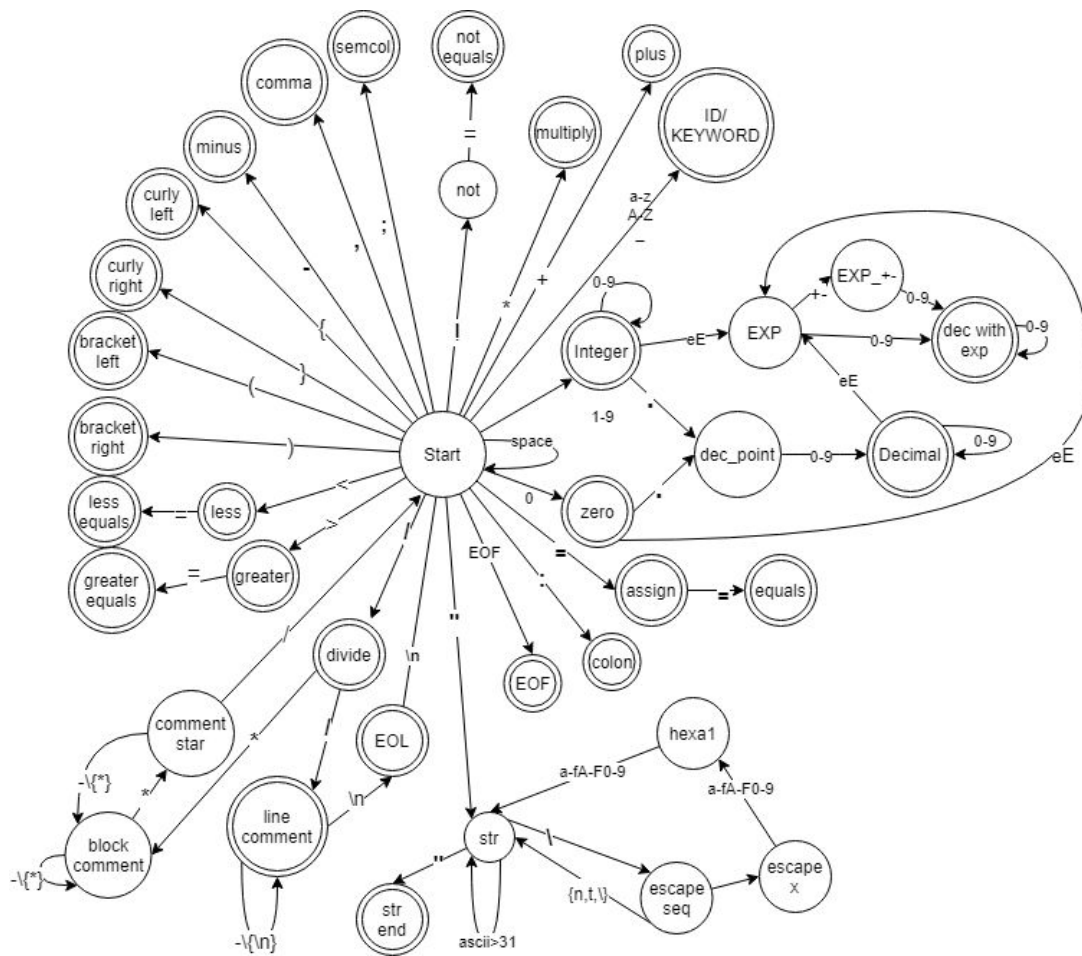 semcol
not
equals
plus
comma
ID/
KEYWORD
minus
=
multiply
not
curly
left
a-z
A-Z
_
,
;
-
!
*
+
curly
right
{
0-9
EXP_+-
+-
0-9
bracket
left
}
(
Integer
eE
EXP
0-9
dec with
exp
0-9
.
eE
1-9
bracket
right
)
Start
space
dec_point
0-9
Decimal
0-9
eE
less
equals
=
less
<
0
zero
.
>
/
EOF
=
:
greater
equals
=
greater
assign
=
equals
/
divide
\n
"
EOF
colon
comment
star
*
/
EOL
hexa1
-\{*}
*
\n
a-fA-F0-9
a-fA-F0-9
block
comment
line
comment
str
\
-\{*}
"
{n,t,\}
escape
seq
escape
x
str
end
-\{\n}
ascii>31